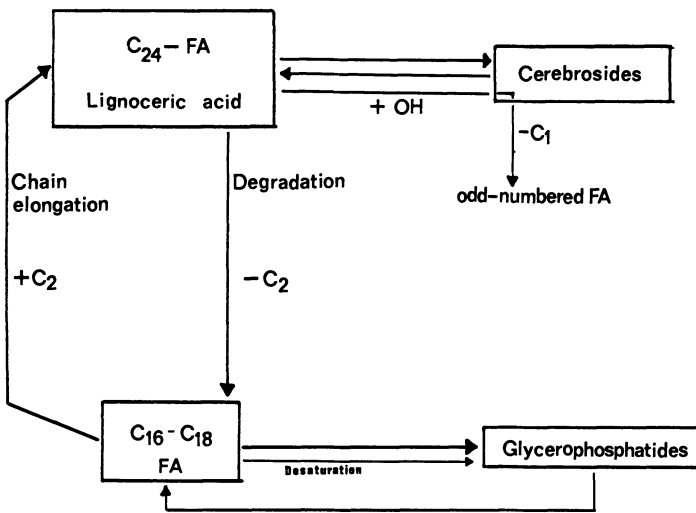 C₂₄– FA
Lignoceric acid
Cerebrosides
+ OH
–C₁
odd–numbered FA
Chain
elongation
Degradation
+C₂
–C₂
C₁₆–C₁₈
FA
Desaturation
Glycerophosphatides